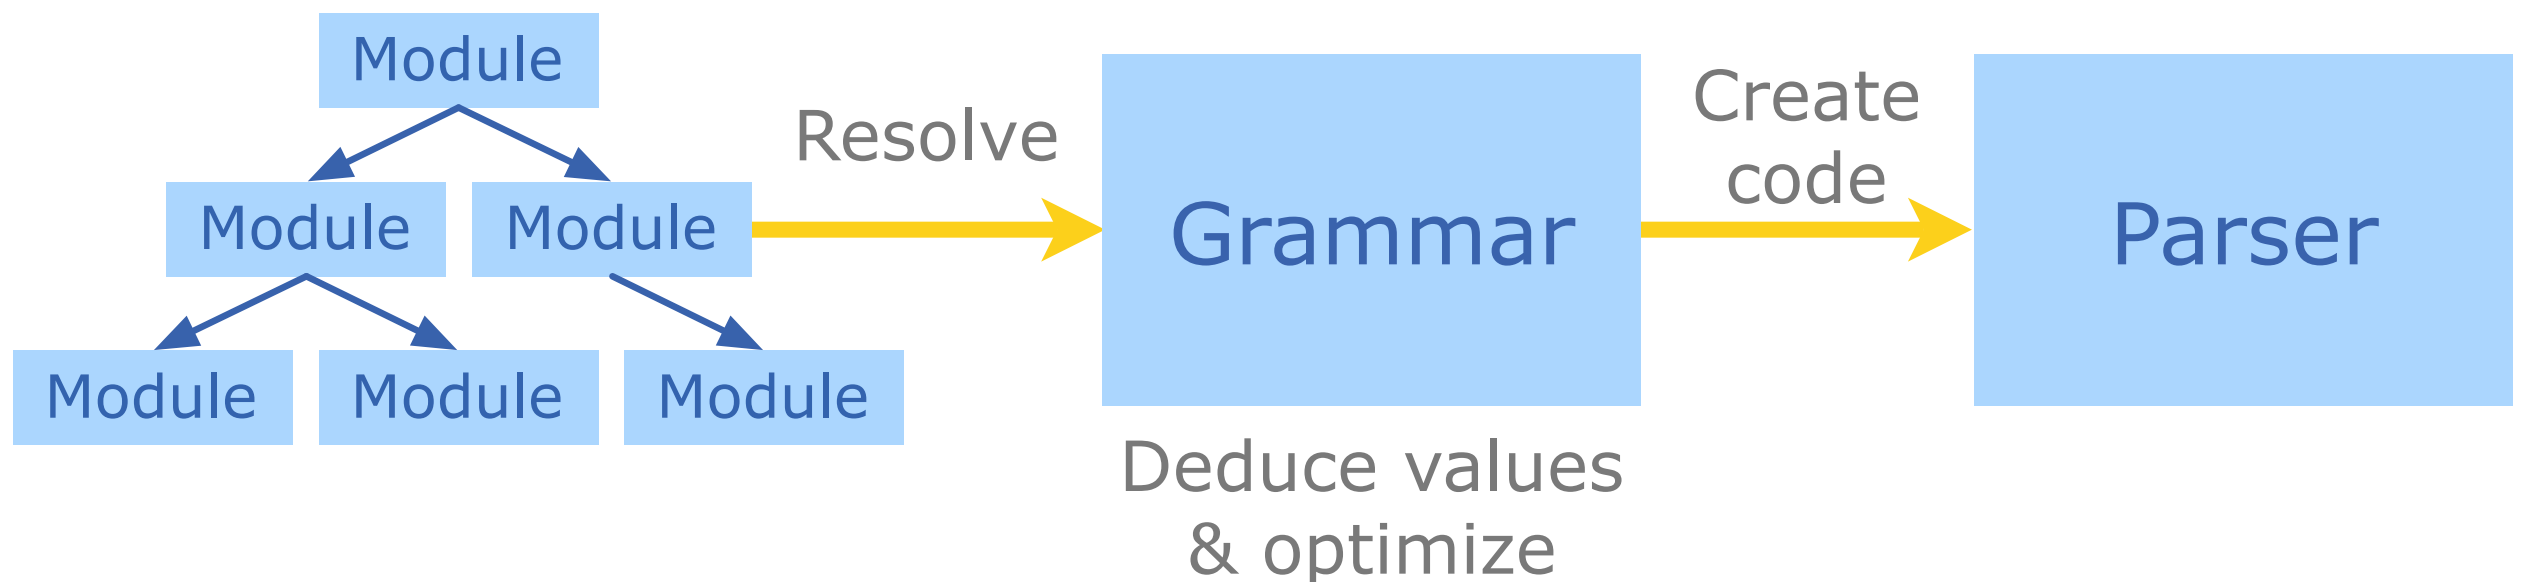 Module
Module
Module
Module
Module
Module
Resolve
Grammar
Deduce values
& optimize
Create
code
Parser